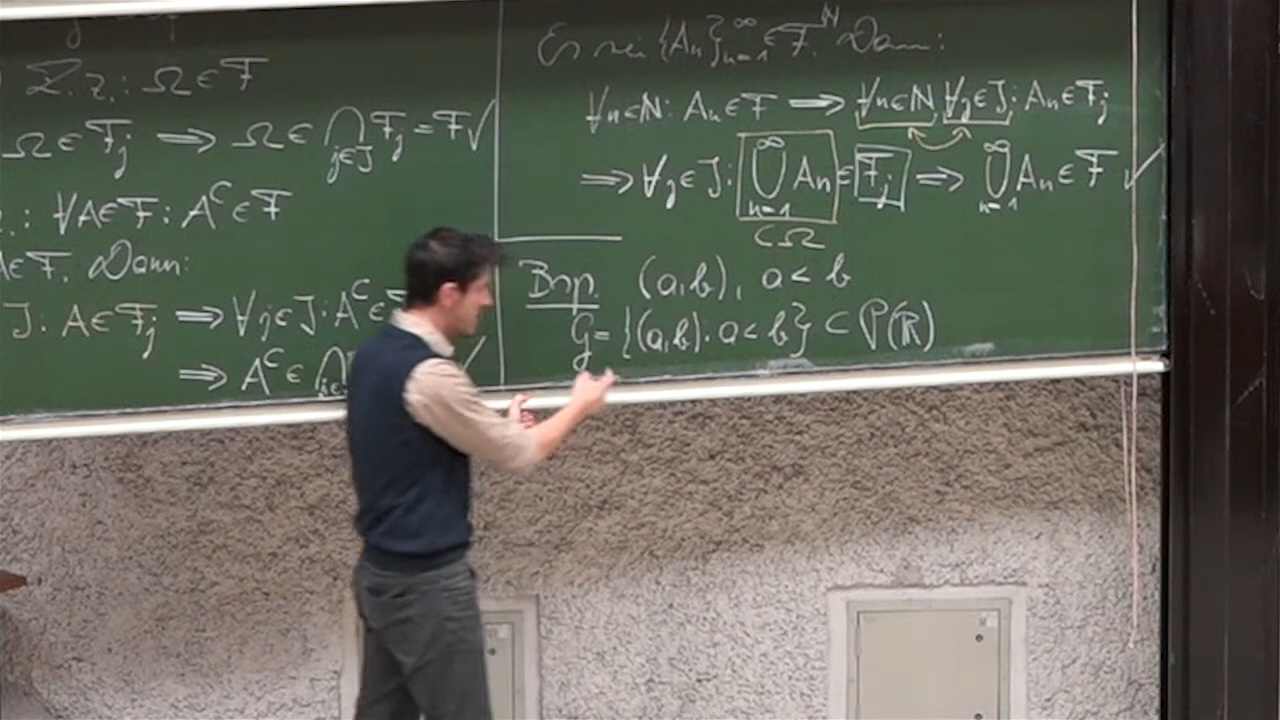 Z.z.: Ω ∈ F
Ω ∈ F_j ⟹ Ω ∈ ⋂_{j∈J} F_j = F ✓
: ∀A ∈ F: A^C ∈ F
A ∈ F. Dann:
J: A ∈ F_j ⟹ ∀j ∈ J: A^C ∈
⟹ A^C ∈ ⋂ ✓
Es sei {A_n}_{n=1}^∞ ∈ F^ℕ. Dann:
∀n∈ℕ: A_n ∈ F ⟹ ∀n∈ℕ ∀j∈J: A_n ∈ F_j
⟹ ∀j ∈ J: ⋃_{n=1}^∞ A_n ∈ F_j ⟹ ⋃_{n=1}^∞ A_n ∈ F ✓
⊂ Ω
Bsp. (a,b), a < b
G = {(a,b): a < b} ⊂ P(ℝ)